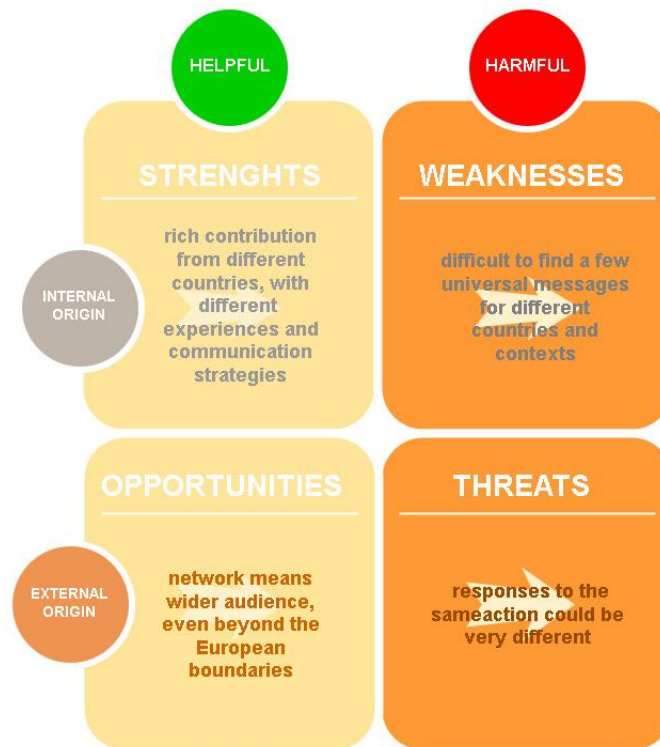 HELPFUL
HARMFUL
STRENGHTS
rich contribution
from different
countries, with
different
experiences and
communication
strategies
WEAKNESSES
difficult to find a few
universal messages
for different
countries and
contexts
INTERNAL
ORIGIN
OPPORTUNITIES
network means
wider audience,
even beyond the
European
boundaries
THREATS
responses to the
sameaction could be
very different
EXTERNAL
ORIGIN